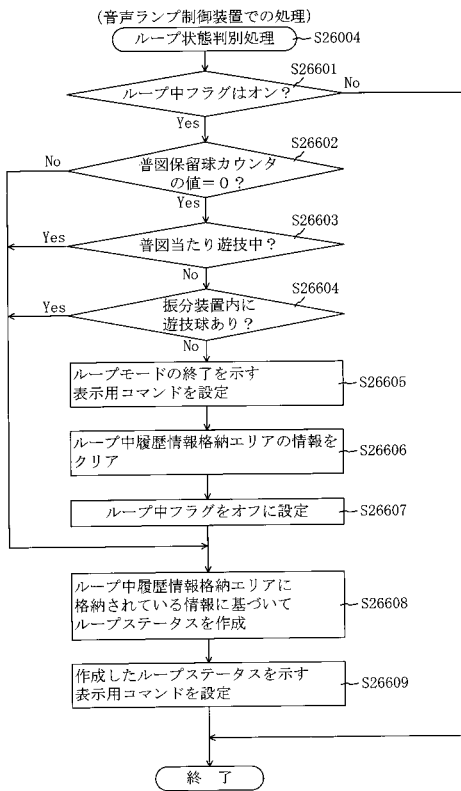 (音声ランプ制御装置での処理)
ループ状態判別処理
S26004
S26601
ループ中フラグはオン？
No
Yes
S26602
No
普図保留球カウンタ
の値＝０？
Yes
S26603
Yes
普図当たり遊技中？
No
S26604
Yes
振分装置内に
遊技球あり？
No
ループモードの終了を示す
表示用コマンドを設定
S26605
ループ中履歴情報格納エリアの情報を
クリア
S26606
ループ中フラグをオフに設定
S26607
ループ中履歴情報格納エリアに
格納されている情報に基づいて
ループステータスを作成
S26608
作成したループステータスを示す
表示用コマンドを設定
S26609
終 了